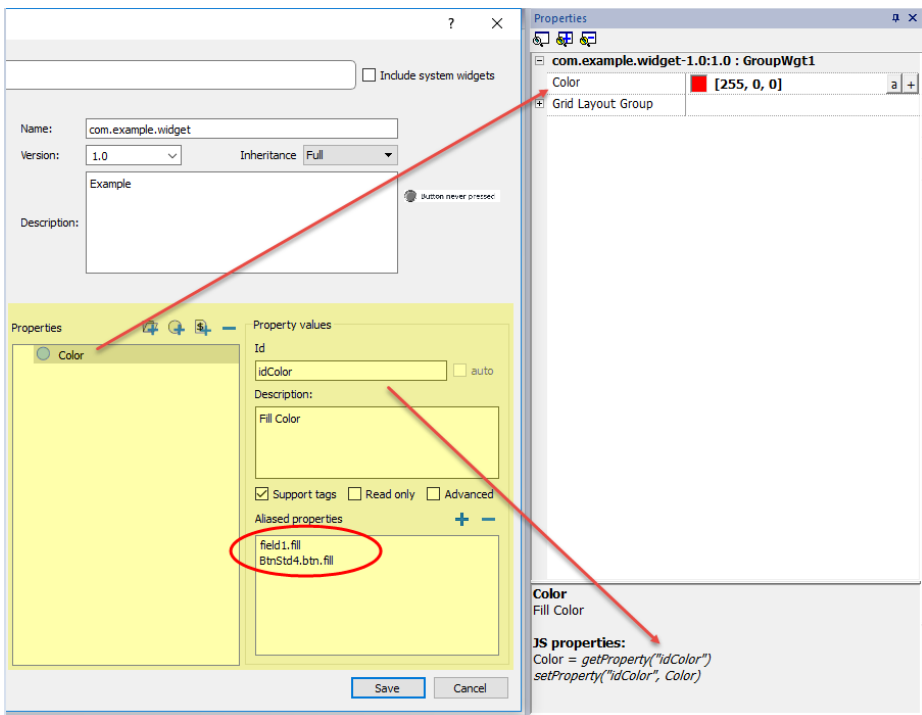 ?
Include system widgets
Name:
com.example.widget
Version:
1.0
Inheritance
Full
Description:
Example
Button never pressed
Properties
Color
Property values
Id
idColor
auto
Description:
Fill Color
Support tags
Read only
Advanced
Aliased properties
field1.fill
BtnStd4.btn.fill
Save
Cancel
Properties
com.example.widget-1.0:1.0 : GroupWgt1
Color
[255, 0, 0]
a +
Grid Layout Group
Color
Fill Color
JS properties:
Color = getProperty("idColor")
setProperty("idColor", Color)